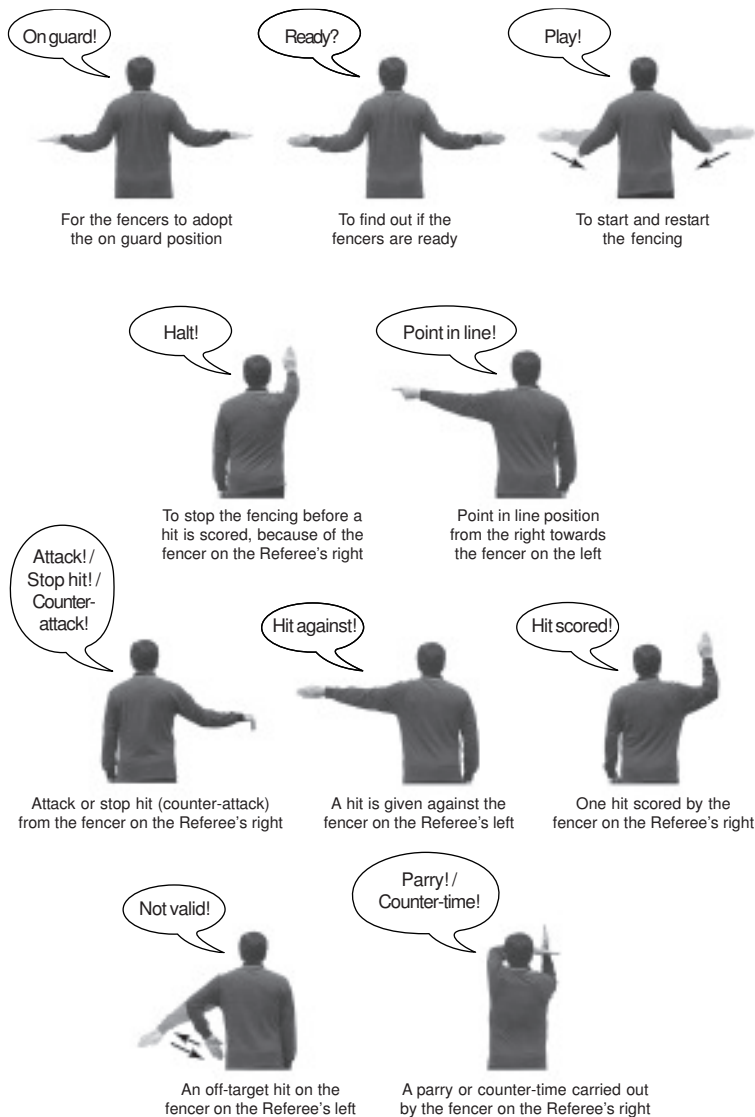 On guard!
Ready?
Play!
For the fencers to adopt
the on guard position
To find out if the
fencers are ready
To start and restart
the fencing
Halt!
Point in line!
To stop the fencing before a
hit is scored, because of the
fencer on the Referee's right
Point in line position
from the right towards
the fencer on the left
Attack! /
Stop hit! /
Counter-
attack!
Hit against!
Hit scored!
Attack or stop hit (counter-attack)
from the fencer on the Referee's right
A hit is given against the
fencer on the Referee's left
One hit scored by the
fencer on the Referee's right
Not valid!
Parry! /
Counter-time!
An off-target hit on the
fencer on the Referee's left
A parry or counter-time carried out
by the fencer on the Referee's right